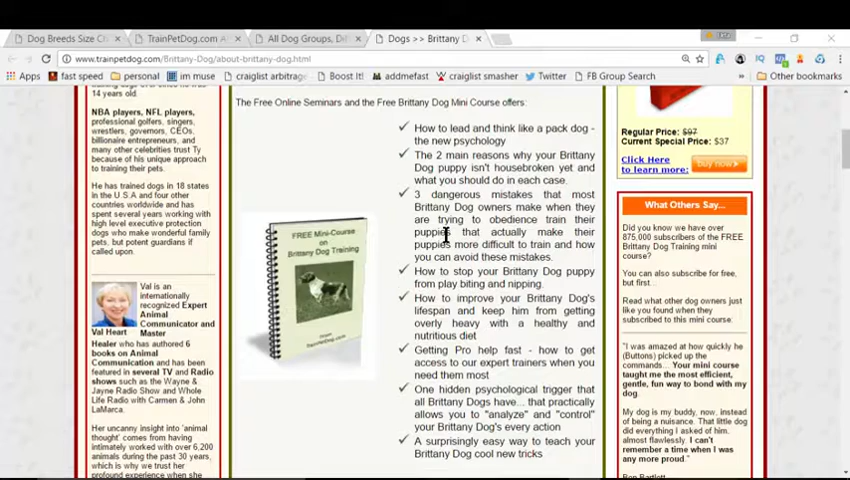 Dog Breeds Size C
TrainPetDog.com
All Dog Groups, Di
Dogs >> Brittany D
www.trainpetdog.com/Brittany-Dog/about-brittany-dog.html
Apps fast speed personal im muse craiglist arbitrag Boost It! addmefast craiglist smasher Twitter FB Group Search Other bookmarks
14 years old.
NBA players, NFL players,
professional golfers, singers,
wrestlers, governors, CEOs,
billionaire entrepreneurs, and
many other celebrities trust Ty
because of his unique approach
to training their pets.
He has trained dogs in 18 states
in the U.S.A and four other
countries worldwide and has
spent several years working with
high level executive protection
dogs who make wonderful family
pets, but potent guardians if
called upon.
Val is an
internationally
recognized Expert
Animal
Communicator and
Val Heart Master
Healer who has authored 6
books on Animal
Communication and has been
featured in several TV and Radio
shows such as the Wayne &
Jayne Radio Show and Whole
Life Radio with Carmen & John
LaMarca.
Her uncanny insight into 'animal
thought' comes from having
intimately worked with over 6,200
animals during the past 30 years,
which is why we trust her
profound experience when she
The Free Online Seminars and the Free Brittany Dog Mini Course offers:
FREE Mini-Course
on
Brittany Dog Training
from
TrainPetDog.com
How to lead and think like a pack dog -
the new psychology
The 2 main reasons why your Brittany
Dog puppy isn't housebroken yet and
what you should do in each case.
3 dangerous mistakes that most
Brittany Dog owners make when they
are trying to obedience train their
puppies that actually make their
puppies more difficult to train and how
you can avoid these mistakes.
How to stop your Brittany Dog puppy
from play biting and nipping.
How to improve your Brittany Dog's
lifespan and keep him from getting
overly heavy with a healthy and
nutritious diet
Getting Pro help fast - how to get
access to our expert trainers when you
need them most
One hidden psychological trigger that
all Brittany Dogs have... that practically
allows you to "analyze" and "control"
your Brittany Dog's every action
A surprisingly easy way to teach your
Brittany Dog cool new tricks
Regular Price: $97
Current Special Price: $37
Click Here
to learn more:
buy now
What Others Say...
Did you know we have over
875,000 subscribers of the FREE
Brittany Dog Training mini
course?
You can also subscribe for free,
but first...
Read what other dog owners just
like you found when they
subscribed to this mini course:
"I was amazed at how quickly he
(Buttons) picked up the
commands... Your mini course
taught me the most efficient,
gentle, fun way to bond with my
dog.
My dog is my buddy, now, instead
of being a nuisance. That little dog
did everything I asked of him.
almost flawlessly. I can't
remember a time when I was
any more proud."